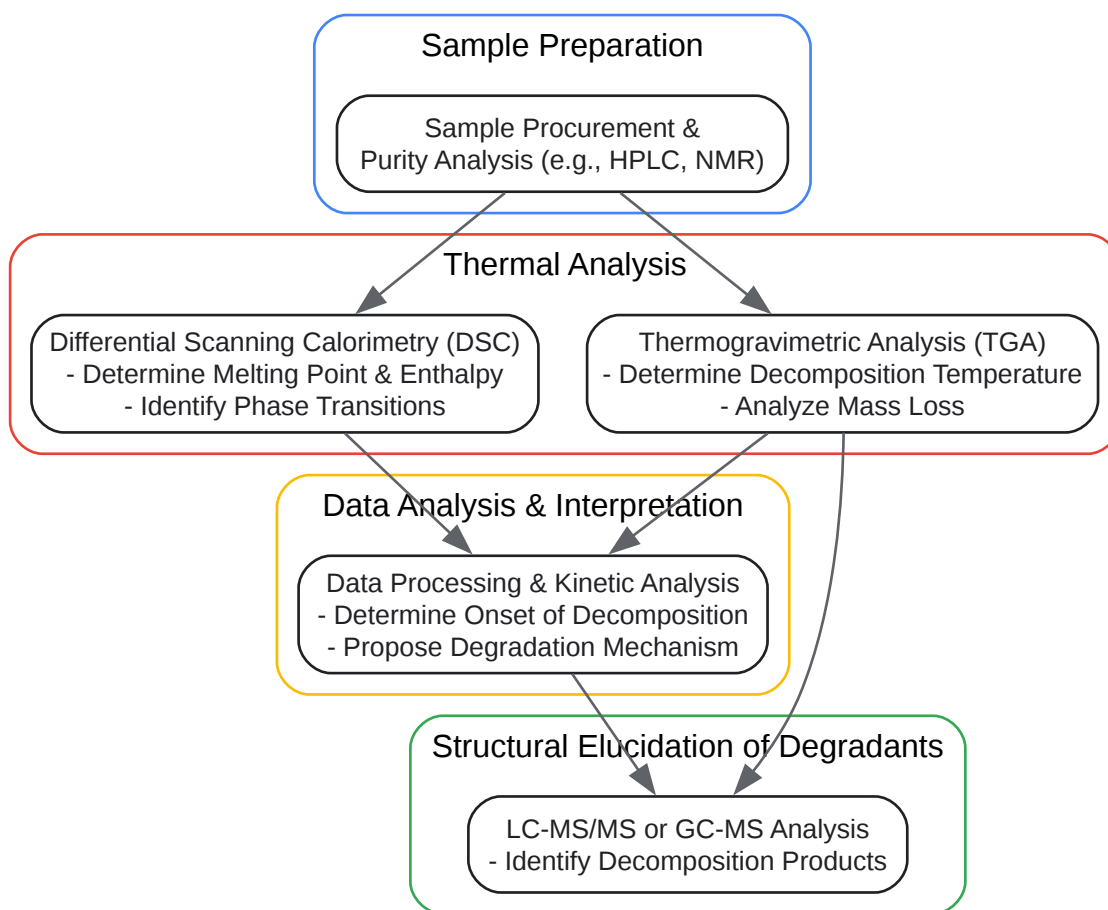 Sample Preparation
Sample Procurement &
Purity Analysis (e.g., HPLC, NMR)
Thermal Analysis
Differential Scanning Calorimetry (DSC)
- Determine Melting Point & Enthalpy
- Identify Phase Transitions
Thermogravimetric Analysis (TGA)
- Determine Decomposition Temperature
- Analyze Mass Loss
Data Analysis & Interpretation
Data Processing & Kinetic Analysis
- Determine Onset of Decomposition
- Propose Degradation Mechanism
Structural Elucidation of Degradants
LC-MS/MS or GC-MS Analysis
- Identify Decomposition Products